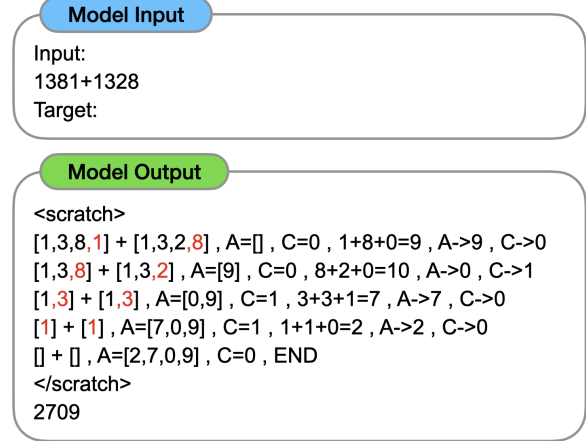 Model Input
Input:
1381+1328
Target:
Model Output
<scratch>
[1,3,8,1] + [1,3,2,8] , A=[] , C=0 , 1+8+0=9 , A->9 , C->0
[1,3,8] + [1,3,2] , A=[9] , C=0 , 8+2+0=10 , A->0 , C->1
[1,3] + [1,3] , A=[0,9] , C=1 , 3+3+1=7 , A->7 , C->0
[1] + [1] , A=[7,0,9] , C=1 , 1+1+0=2 , A->2 , C->0
[] + [] , A=[2,7,0,9] , C=0 , END
</scratch>
2709